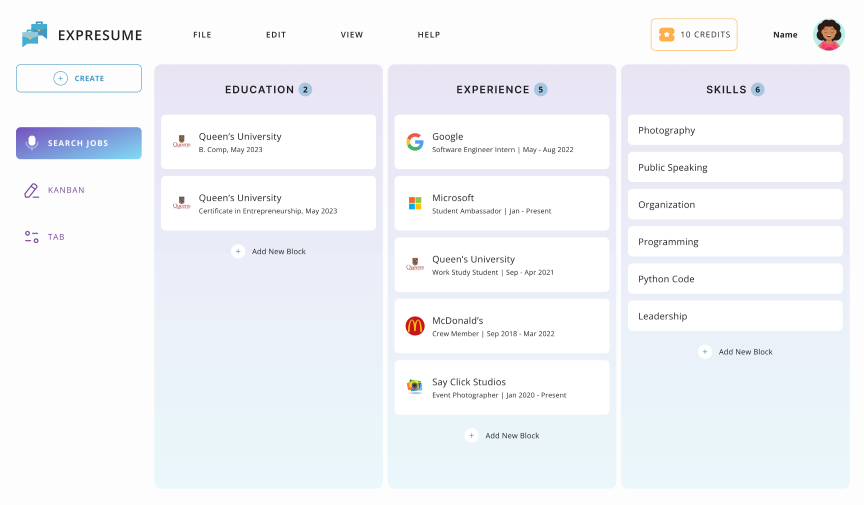 EXPRESUME
FILE
EDIT
VIEW
HELP
10 CREDITS
Name
CREATE
SEARCH JOBS
KANBAN
TAB
EDUCATION 2
Queen's University
B. Comp, May 2023
Queen's University
Certificate in Entrepreneurship, May 2023
Add New Block
EXPERIENCE 5
Google
Software Engineer Intern | May - Aug 2022
Microsoft
Student Ambassador | Jan - Present
Queen's University
Work Study Student | Sep - Apr 2021
McDonald's
Crew Member | Sep 2018 - Mar 2022
Say Click Studios
Event Photographer | Jan 2020 - Present
Add New Block
SKILLS 6
Photography
Public Speaking
Organization
Programming
Python Code
Leadership
Add New Block